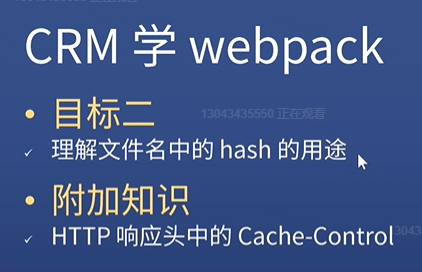 CRM 学 webpack
• 目标二
13043435550 正在观看
✓ 理解文件名中的 hash 的用途
• 附加知识
✓ HTTP 响应头中的 Cache-Control